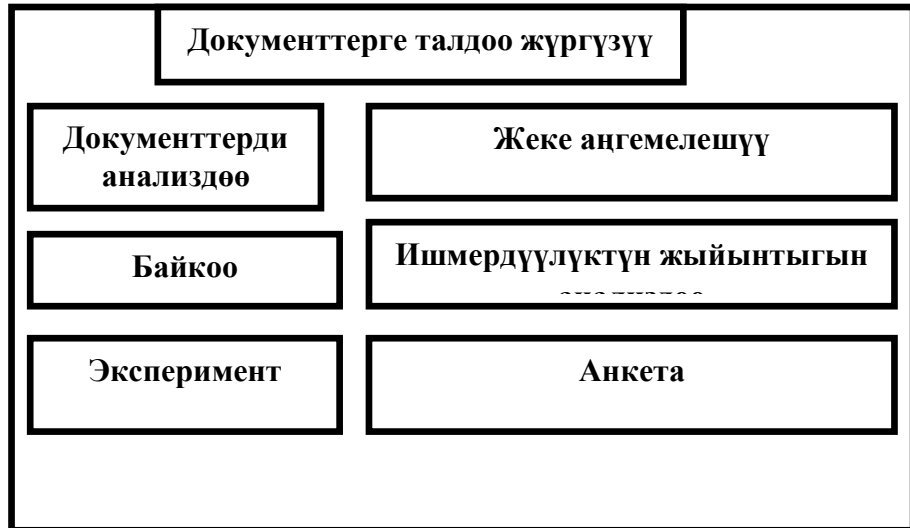 Документтерге талдоо жүргүзүү
Документтерди
анализдөө
Жеке аңгемелешүү
Байкоо
Ишмердүүлүктүн жыйынтыгын
Эксперимент
Анкета